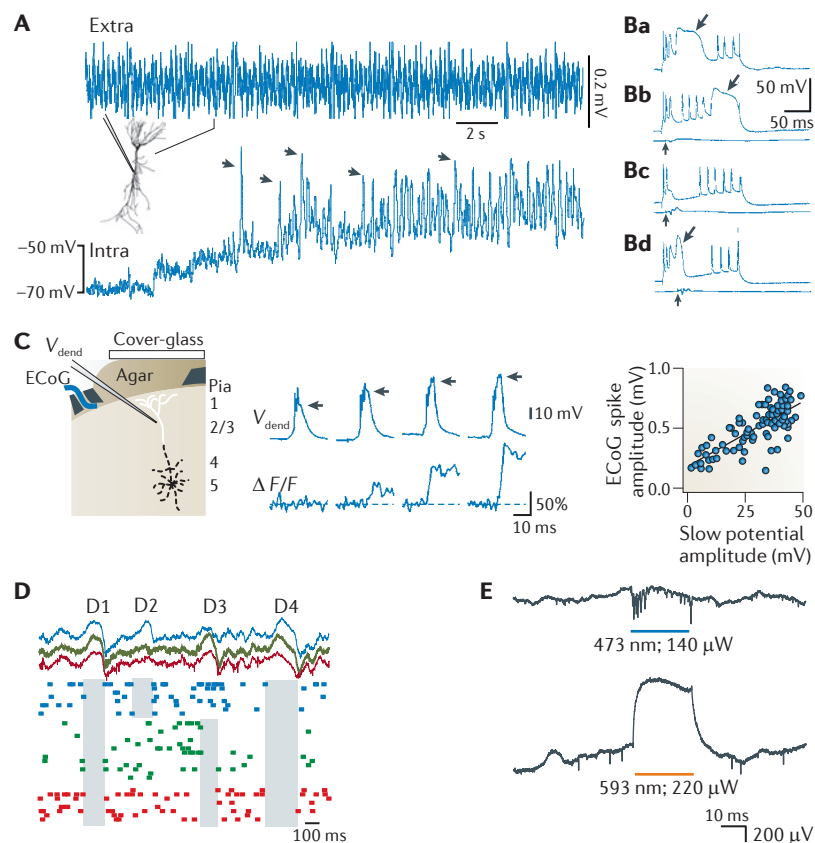 A
Extra
0.2 mV
2 s
–50 mV
Intra
–70 mV
Ba
Bb
50 mV
50 ms
Bc
Bd
C
Cover-glass
Vdend
ECoG
Agar
Pia
1
2/3
4
5
Vdend
10 mV
Δ F/F
50%
10 ms
ECoG spike
amplitude (mV)
1.0
0.5
0.0
0
25
50
Slow potential
amplitude (mV)
D
D1 D2 D3 D4
100 ms
E
473 nm; 140 μW
593 nm; 220 μW
10 ms
200 μV